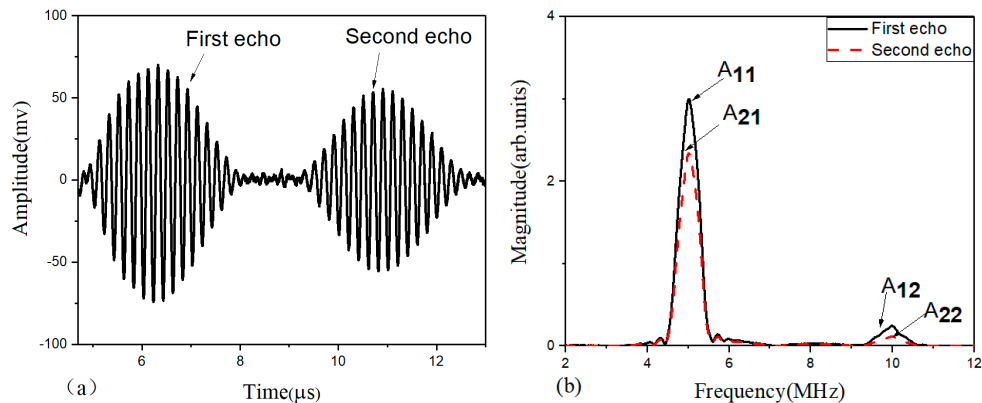 100
50
0
-50
-100
Amplitude(mv)
First echo
Second echo
6
8
10
12
(a)
Time(μs)
4
2
0
Magnitude(arb.units)
First echo
Second echo
A11
A21
A12
A22
2
4
6
8
10
12
(b)
Frequency(MHz)